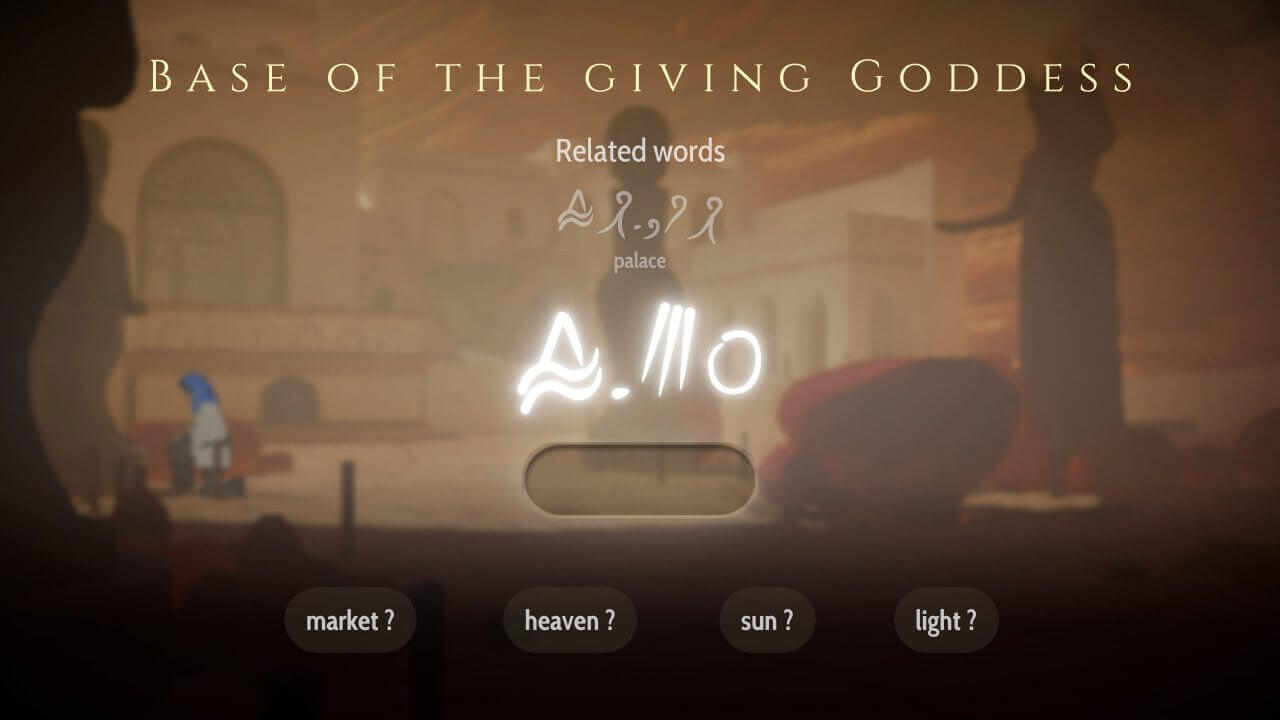 BASE OF THE GIVING GODDESS
Related words
palace
market ?
heaven ?
sun ?
light ?